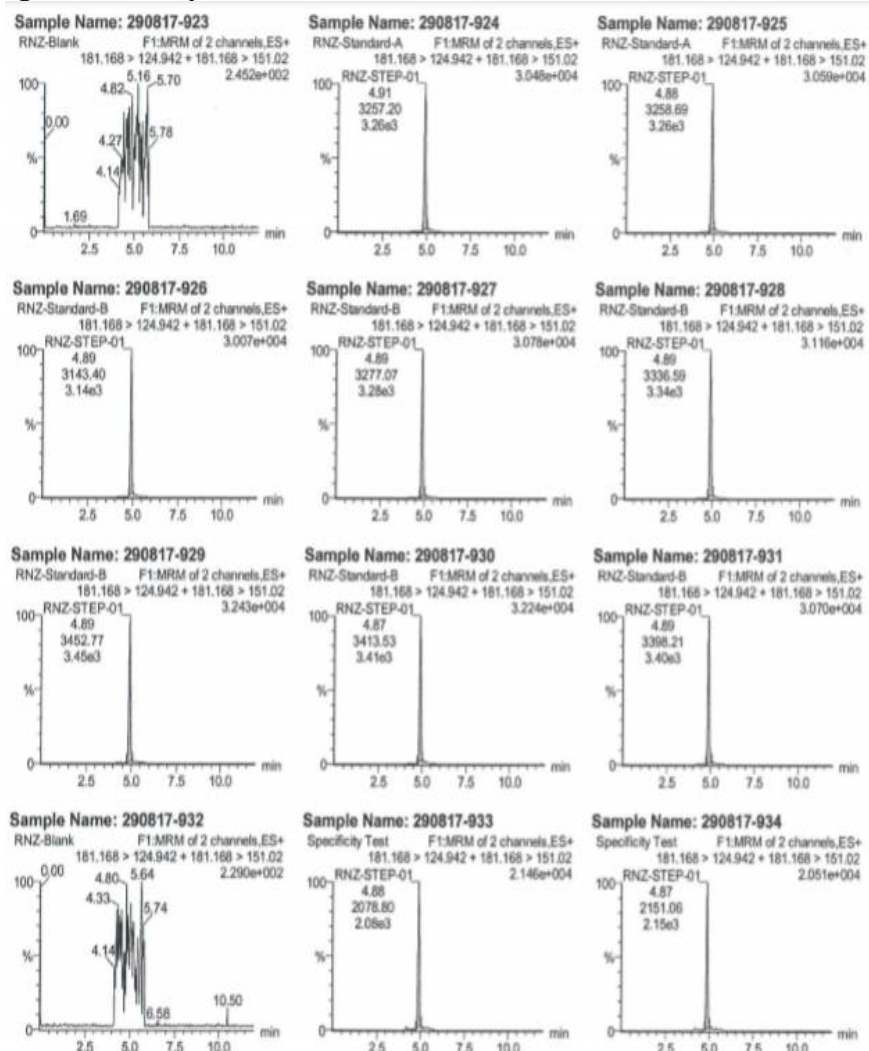 Sample Name: 290817-923
RNZ-Blank F1:MRM of 2 channels,ES+
181.168 > 124.942 + 181.168 > 151.02
2.452e+002
100
%
0
0.00
1.69
4.14
4.27
4.82
5.16
5.70
5.78
2.5 5.0 7.5 10.0 min
Sample Name: 290817-924
RNZ-Standard-A F1:MRM of 2 channels,ES+
181.168 > 124.942 + 181.168 > 151.02
RNZ-STEP-01 3.048e+004
4.91
3257.20
3.26e3
100
%
0
2.5 5.0 7.5 10.0 min
Sample Name: 290817-925
RNZ-Standard-A F1:MRM of 2 channels,ES+
181.168 > 124.942 + 181.168 > 151.02
RNZ-STEP-01 3.059e+004
4.88
3258.69
3.26e3
100
%
0
2.5 5.0 7.5 10.0 min
Sample Name: 290817-926
RNZ-Standard-B F1:MRM of 2 channels,ES+
181.168 > 124.942 + 181.168 > 151.02
RNZ-STEP-01 3.007e+004
4.89
3143.40
3.14e3
100
%
0
2.5 5.0 7.5 10.0 min
Sample Name: 290817-927
RNZ-Standard-B F1:MRM of 2 channels,ES+
181.168 > 124.942 + 181.168 > 151.02
RNZ-STEP-01 3.078e+004
4.89
3277.07
3.28e3
100
%
0
2.5 5.0 7.5 10.0 min
Sample Name: 290817-928
RNZ-Standard-B F1:MRM of 2 channels,ES+
181.168 > 124.942 + 181.168 > 151.02
RNZ-STEP-01 3.116e+004
4.89
3336.59
3.34e3
100
%
0
2.5 5.0 7.5 10.0 min
Sample Name: 290817-929
RNZ-Standard-B F1:MRM of 2 channels,ES+
181.168 > 124.942 + 181.168 > 151.02
RNZ-STEP-01 3.243e+004
4.89
3452.77
3.45e3
100
%
0
2.5 5.0 7.5 10.0 min
Sample Name: 290817-930
RNZ-Standard-B F1:MRM of 2 channels,ES+
181.168 > 124.942 + 181.168 > 151.02
RNZ-STEP-01 3.224e+004
4.87
3413.53
3.41e3
100
%
0
2.5 5.0 7.5 10.0 min
Sample Name: 290817-931
RNZ-Standard-B F1:MRM of 2 channels,ES+
181.168 > 124.942 + 181.168 > 151.02
RNZ-STEP-01 3.070e+004
4.89
3398.21
3.40e3
100
%
0
2.5 5.0 7.5 10.0 min
Sample Name: 290817-932
RNZ-Blank F1:MRM of 2 channels,ES+
181.168 > 124.942 + 181.168 > 151.02
2.290e+002
100
%
0
0.00
4.14
4.33
4.80
5.64
5.74
6.58
10.50
2.5 5.0 7.5 10.0 min
Sample Name: 290817-933
Specificity Test F1:MRM of 2 channels,ES+
181.168 > 124.942 + 181.168 > 151.02
RNZ-STEP-01 2.146e+004
4.88
2078.80
2.08e3
100
%
0
2.5 5.0 7.5 10.0 min
Sample Name: 290817-934
Specificity Test F1:MRM of 2 channels,ES+
181.168 > 124.942 + 181.168 > 151.02
RNZ-STEP-01 2.051e+004
4.87
2151.06
2.15e3
100
%
0
2.5 5.0 7.5 10.0 min